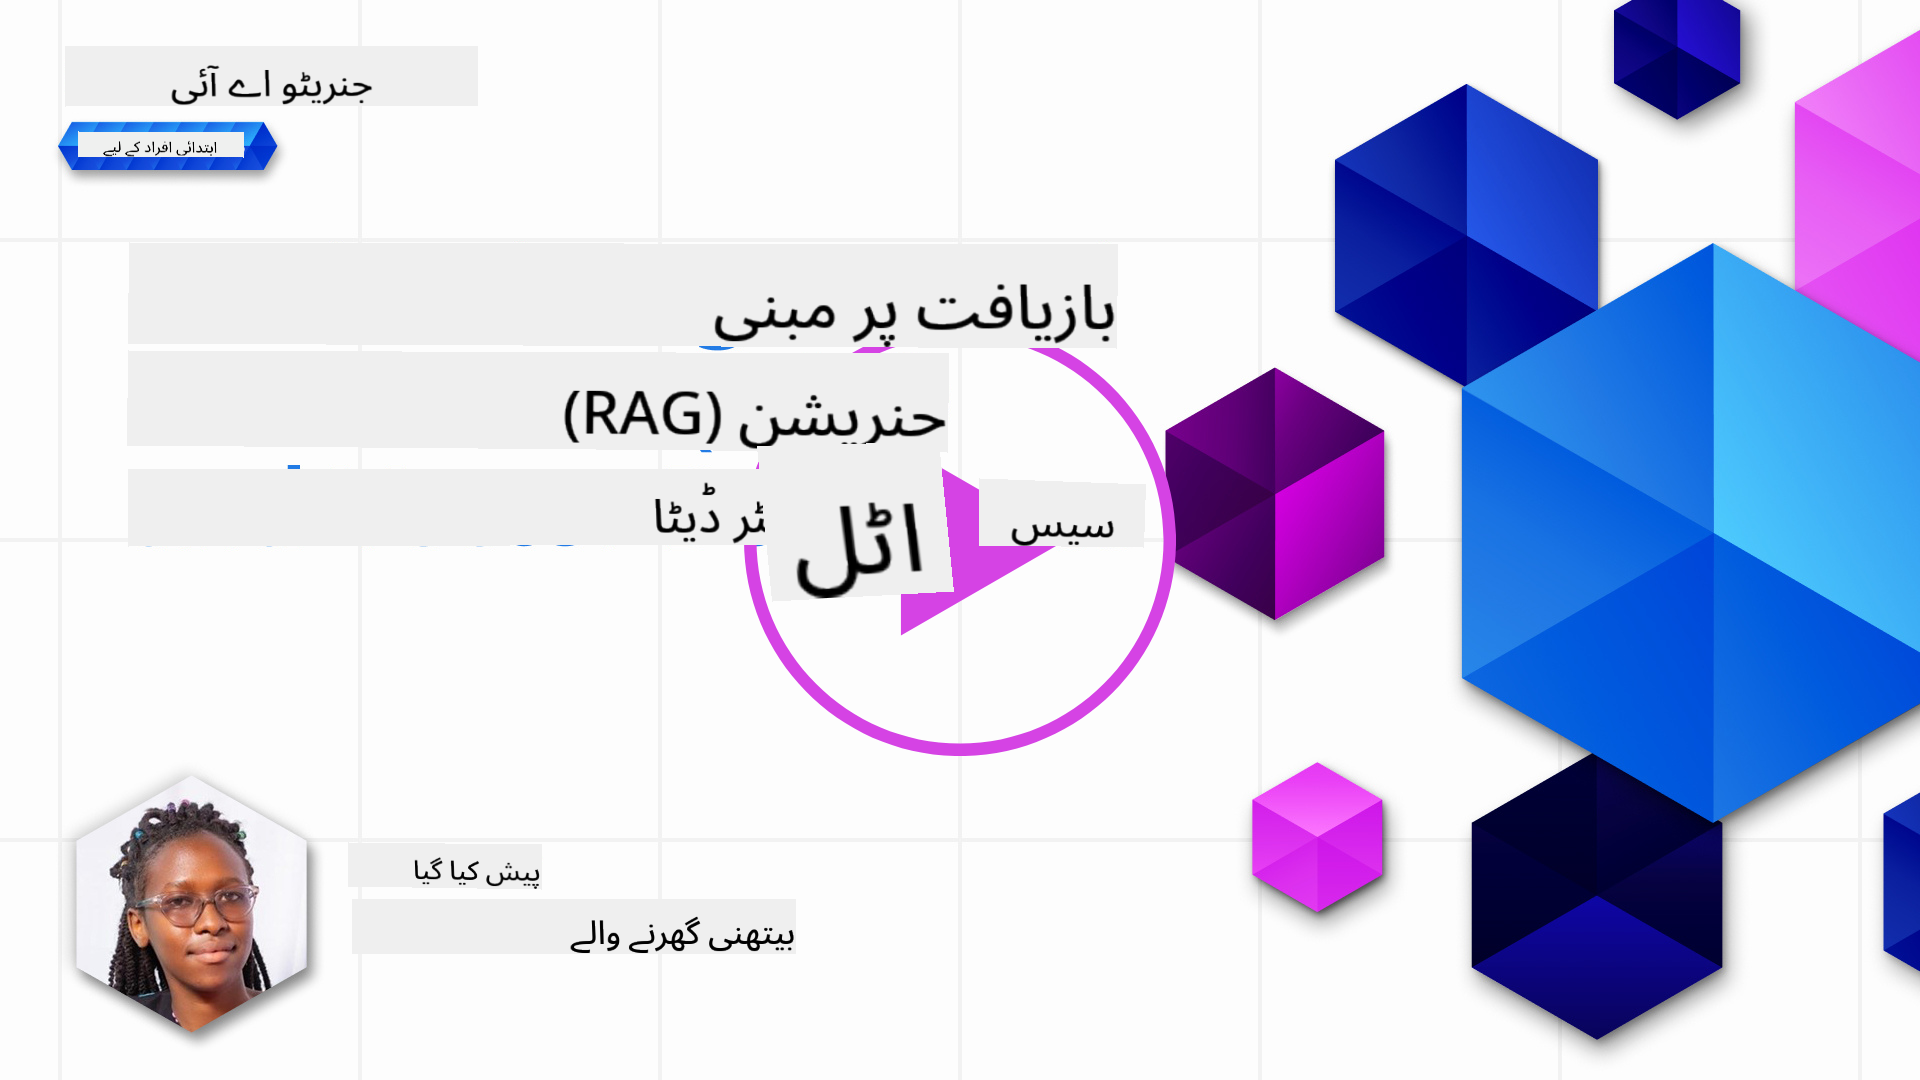 جنریٹو اے آئی
ابتدائی افراد کے لیے
بازیافت پر مبنی
جنریشن (RAG)
سیس
اٹل
ٹر ڈیٹا
پیش کیا گیا
بیتھنی گھرنے والے